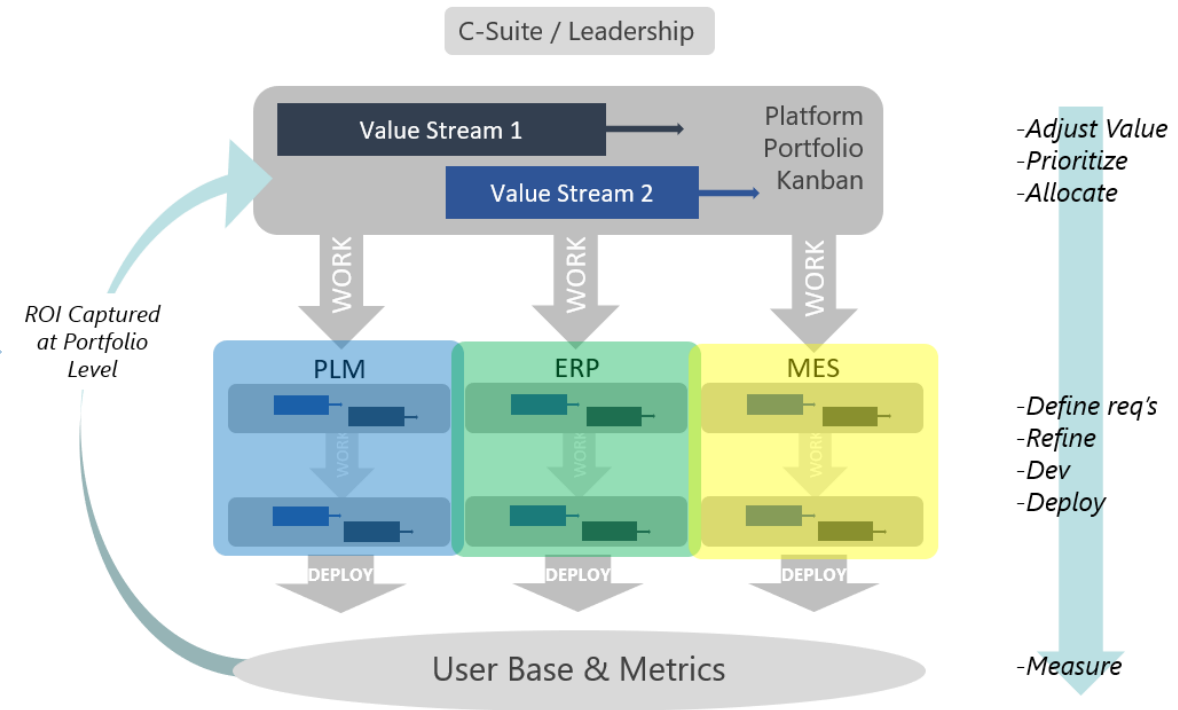 C-Suite / Leadership
Value Stream 1
Value Stream 2
Platform
Portfolio
Kanban
-Adjust Value
-Prioritize
-Allocate
WORK
WORK
WORK
ROI Captured
at Portfolio
Level
PLM
ERP
MES
WORK
WORK
WORK
-Define req's
-Refine
-Dev
-Deploy
DEPLOY
DEPLOY
DEPLOY
User Base & Metrics
-Measure